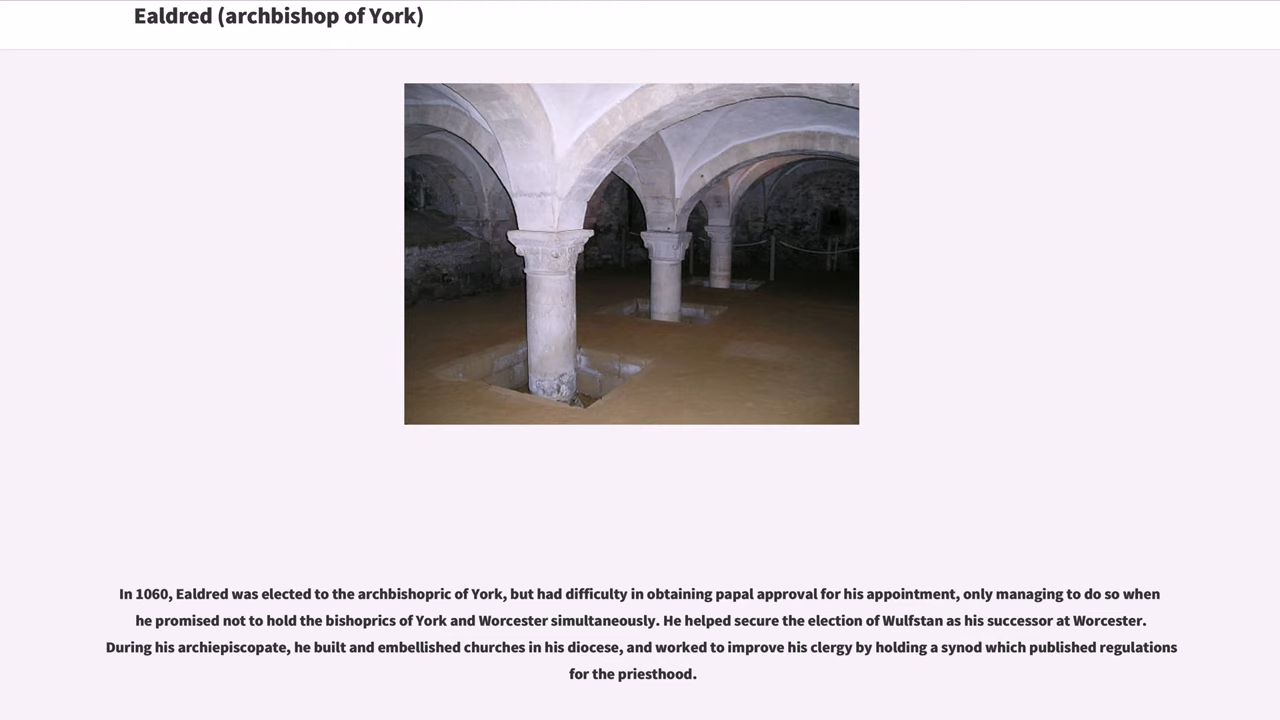 Ealdred (archbishop of York)
In 1060, Ealdred was elected to the archbishopric of York, but had difficulty in obtaining papal approval for his appointment, only managing to do so when
he promised not to hold the bishoprics of York and Worcester simultaneously. He helped secure the election of Wulfstan as his successor at Worcester.
During his archiepiscopate, he built and embellished churches in his diocese, and worked to improve his clergy by holding a synod which published regulations
for the priesthood.